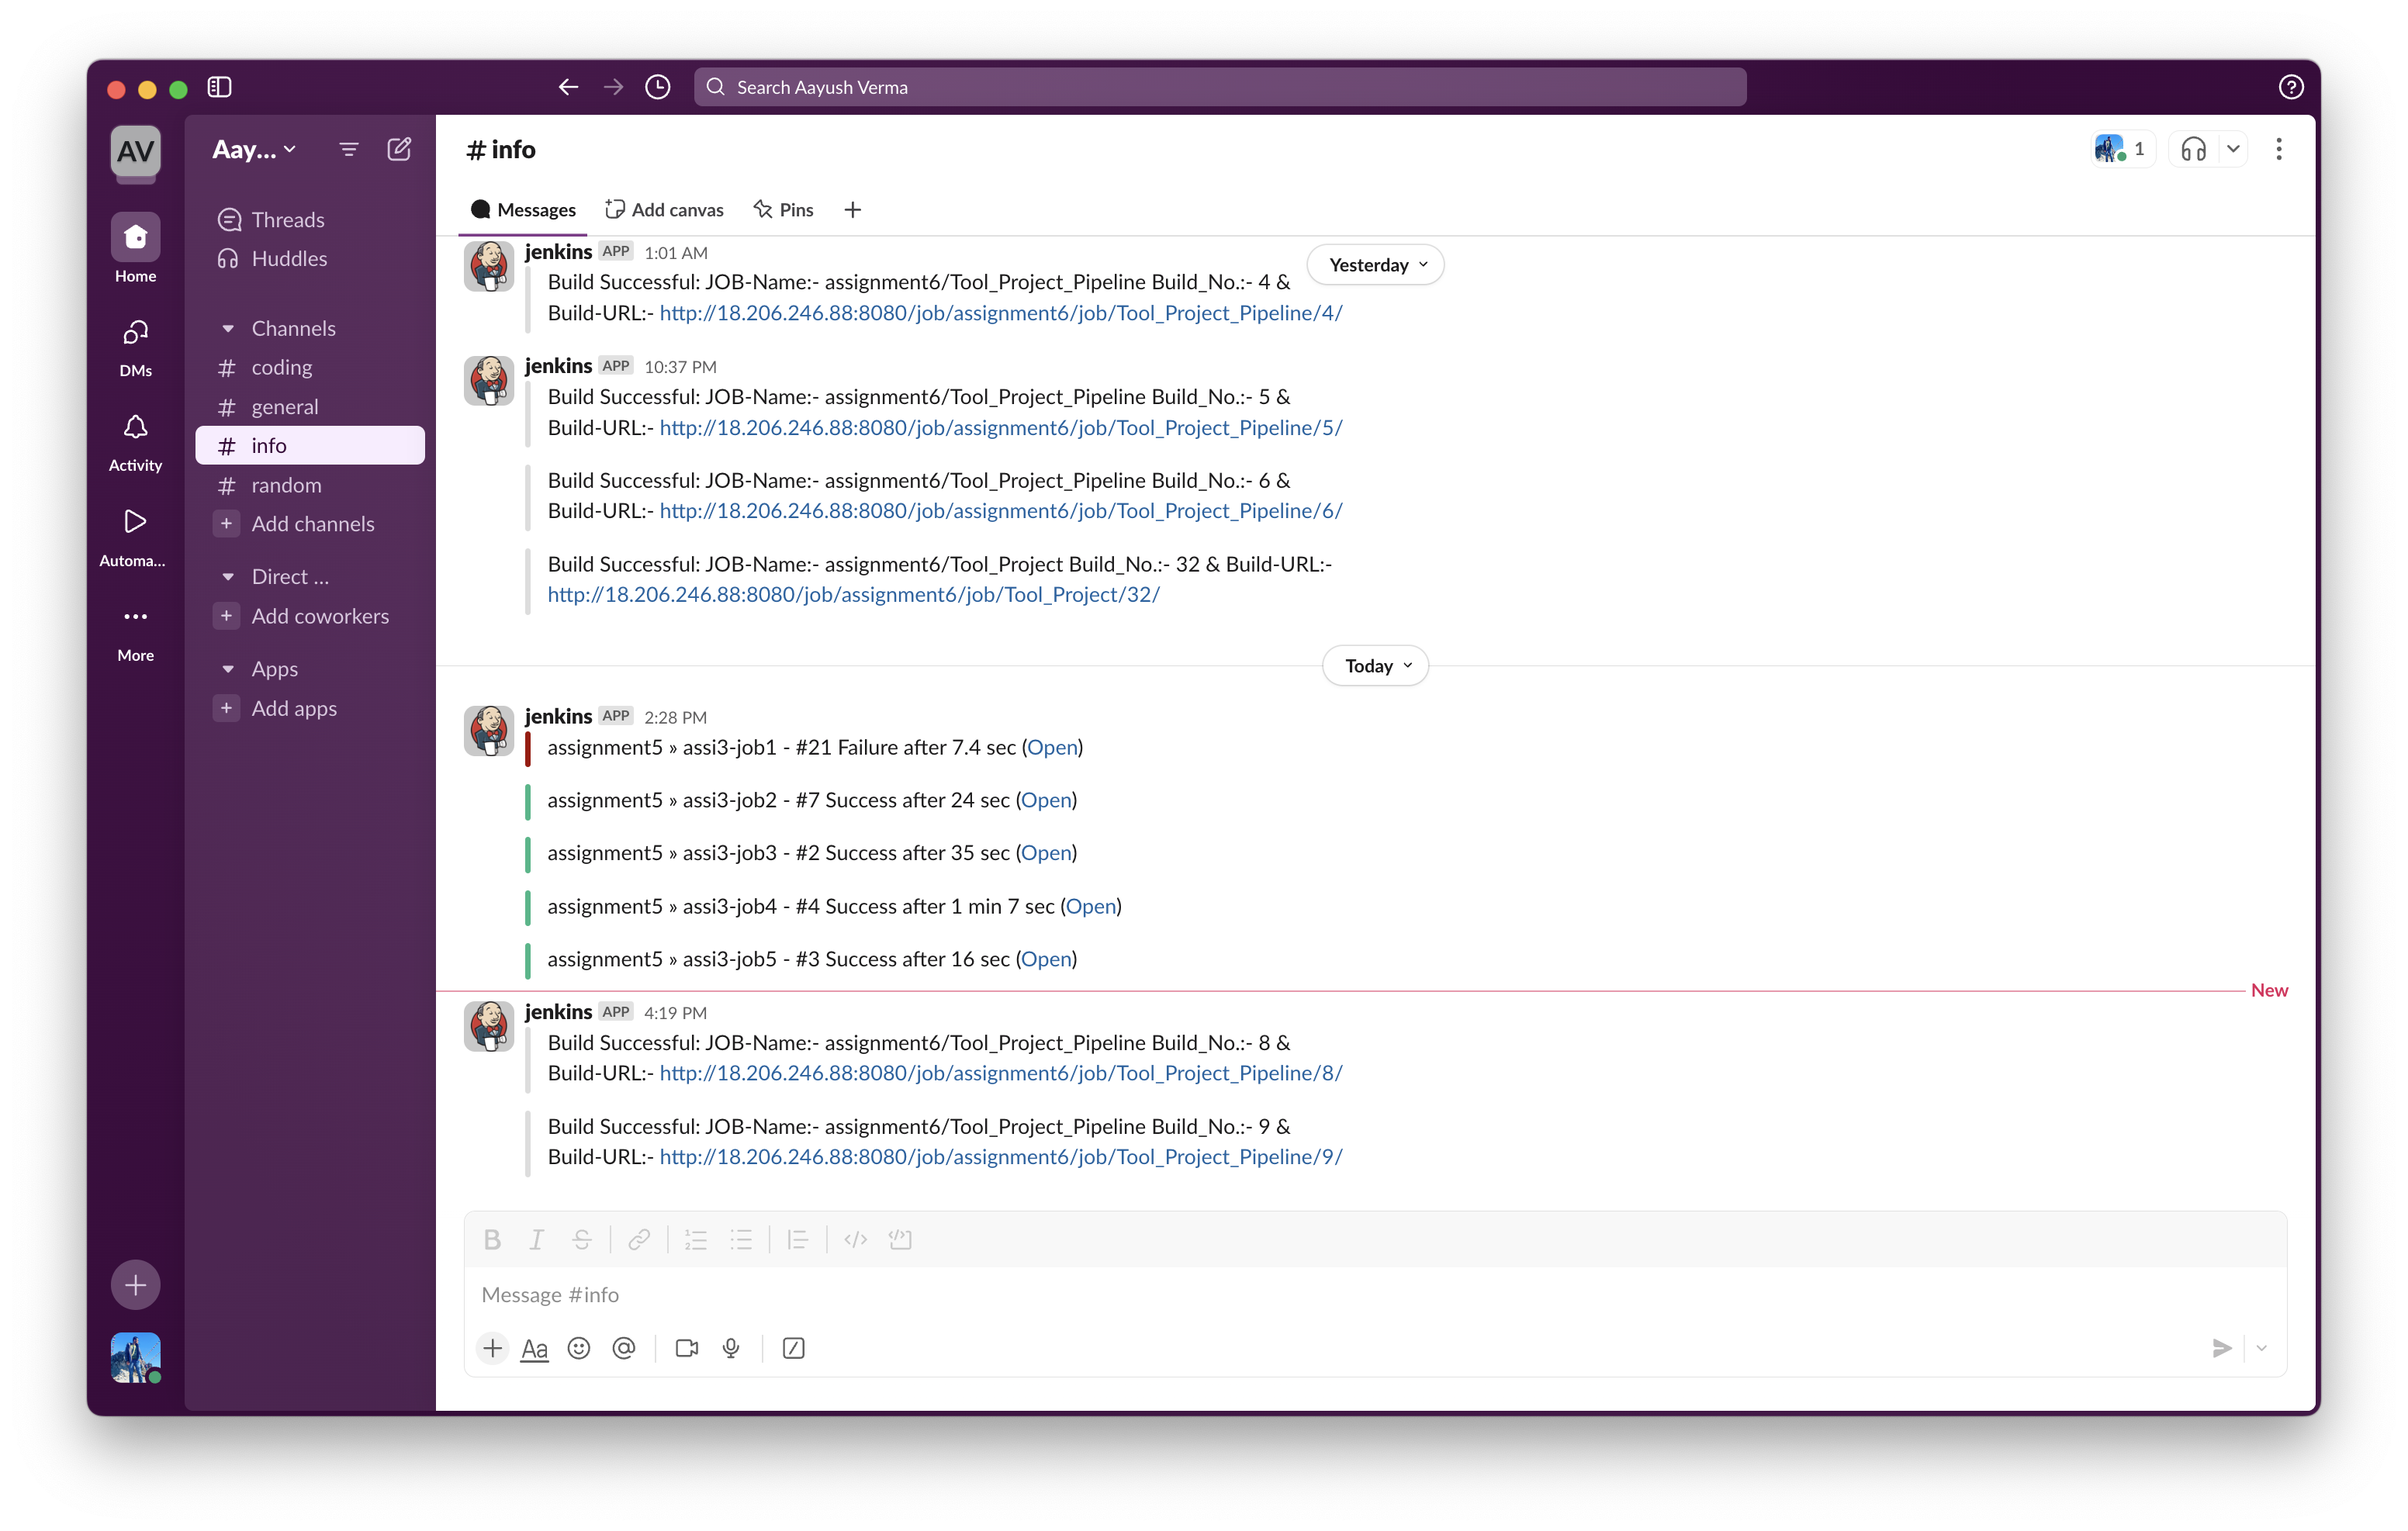 Search Aayush Verma
AV
Home
DMs
Activity
Automa...
More
Aay...
Threads
Huddles
Channels
# coding
# general
# info
# random
+ Add channels
Direct ...
+ Add coworkers
Apps
+ Add apps
# info
1
Messages
Add canvas
Pins
+
Yesterday
jenkins APP 1:01 AM
Build Successful: JOB-Name:- assignment6/Tool_Project_Pipeline Build_No.:- 4 &
Build-URL:- http://18.206.246.88:8080/job/assignment6/job/Tool_Project_Pipeline/4/
jenkins APP 10:37 PM
Build Successful: JOB-Name:- assignment6/Tool_Project_Pipeline Build_No.:- 5 &
Build-URL:- http://18.206.246.88:8080/job/assignment6/job/Tool_Project_Pipeline/5/
Build Successful: JOB-Name:- assignment6/Tool_Project_Pipeline Build_No.:- 6 &
Build-URL:- http://18.206.246.88:8080/job/assignment6/job/Tool_Project_Pipeline/6/
Build Successful: JOB-Name:- assignment6/Tool_Project Build_No.:- 32 & Build-URL:-
http://18.206.246.88:8080/job/assignment6/job/Tool_Project/32/
Today
jenkins APP 2:28 PM
assignment5 » assi3-job1 - #21 Failure after 7.4 sec (Open)
assignment5 » assi3-job2 - #7 Success after 24 sec (Open)
assignment5 » assi3-job3 - #2 Success after 35 sec (Open)
assignment5 » assi3-job4 - #4 Success after 1 min 7 sec (Open)
assignment5 » assi3-job5 - #3 Success after 16 sec (Open)
New
jenkins APP 4:19 PM
Build Successful: JOB-Name:- assignment6/Tool_Project_Pipeline Build_No.:- 8 &
Build-URL:- http://18.206.246.88:8080/job/assignment6/job/Tool_Project_Pipeline/8/
Build Successful: JOB-Name:- assignment6/Tool_Project_Pipeline Build_No.:- 9 &
Build-URL:- http://18.206.246.88:8080/job/assignment6/job/Tool_Project_Pipeline/9/
B I S
Message #info
+ Aa @